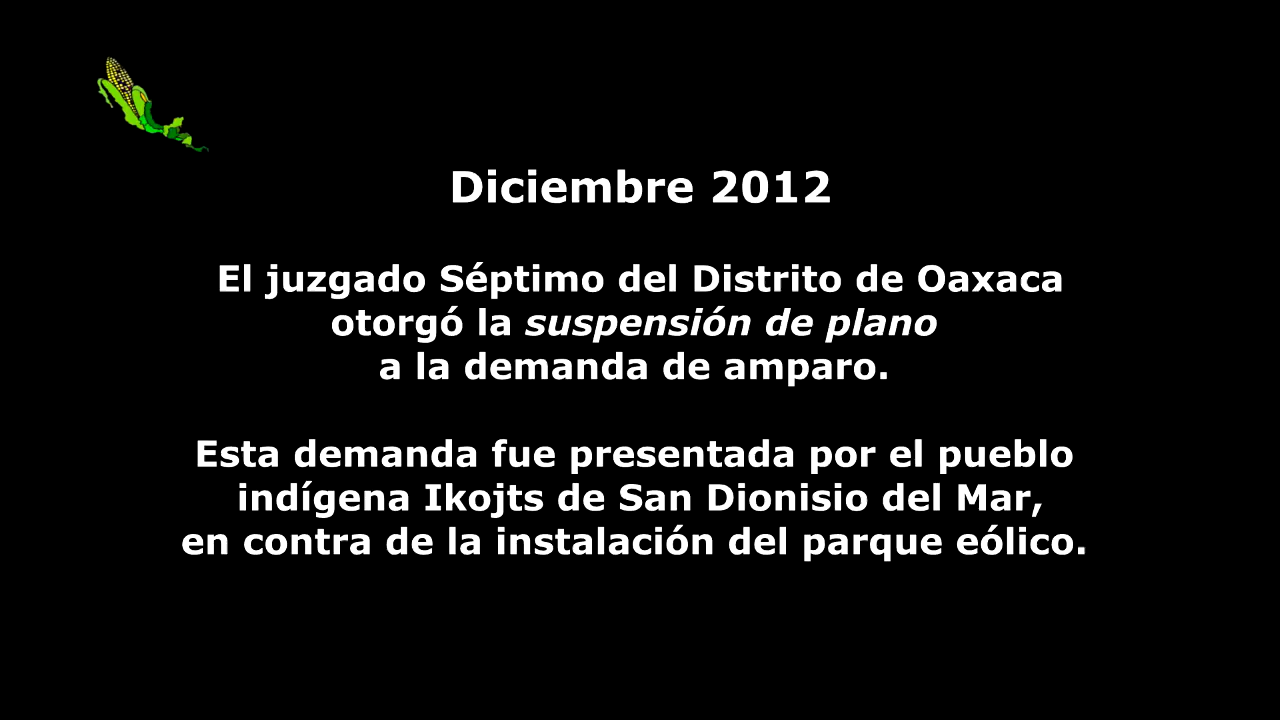 Diciembre 2012
El juzgado Séptimo del Distrito de Oaxaca
otorgó la suspensión de plano
a la demanda de amparo.
Esta demanda fue presentada por el pueblo
indígena Ikojts de San Dionisio del Mar,
en contra de la instalación del parque eólico.